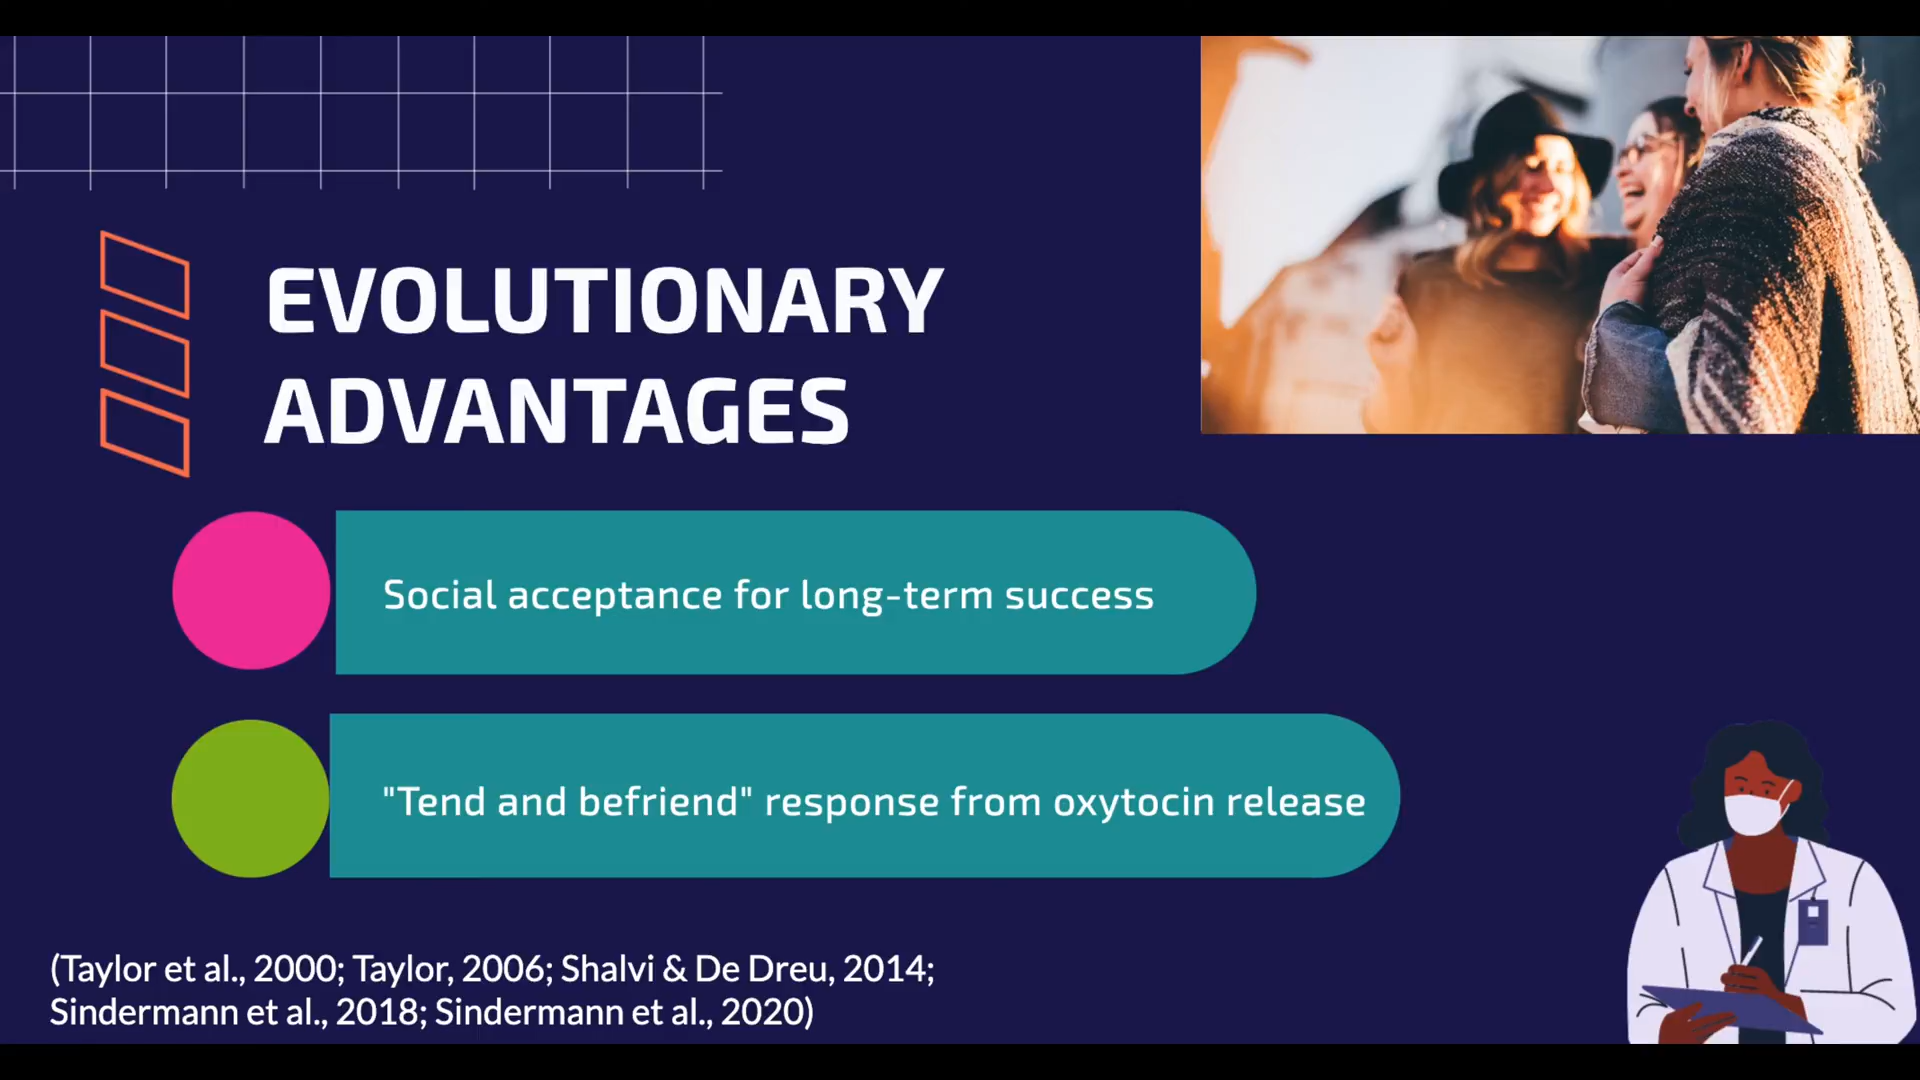 EVOLUTIONARY
ADVANTAGES
Social acceptance for long-term success
"Tend and befriend" response from oxytocin release
(Taylor et al., 2000; Taylor, 2006; Shalvi & De Dreu, 2014;
Sindermann et al., 2018; Sindermann et al., 2020)